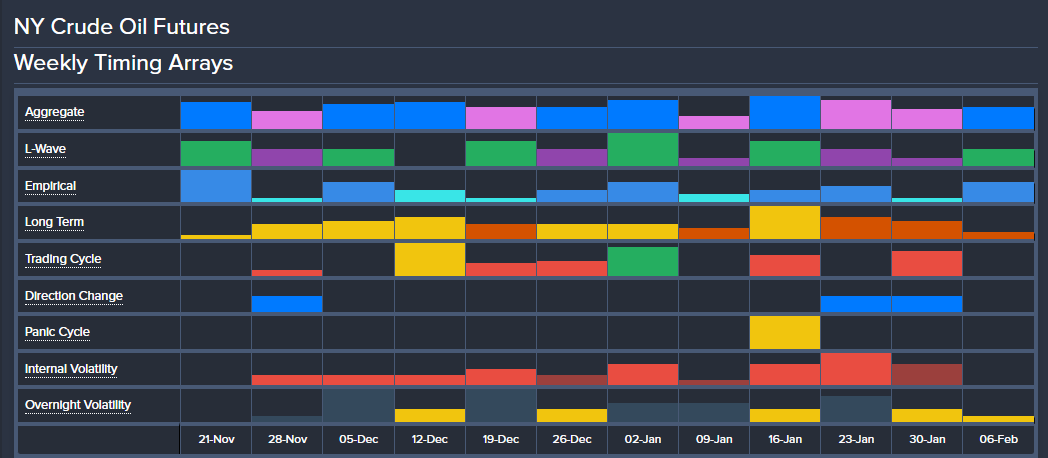 NY Crude Oil Futures
Weekly Timing Arrays
Aggregate
L-Wave
Empirical
Long Term
Trading Cycle
Direction Change
Panic Cycle
Internal Volatility
Overnight Volatility
21-Nov 28-Nov 05-Dec 12-Dec 19-Dec 26-Dec 02-Jan 09-Jan 16-Jan 23-Jan 30-Jan 06-Feb